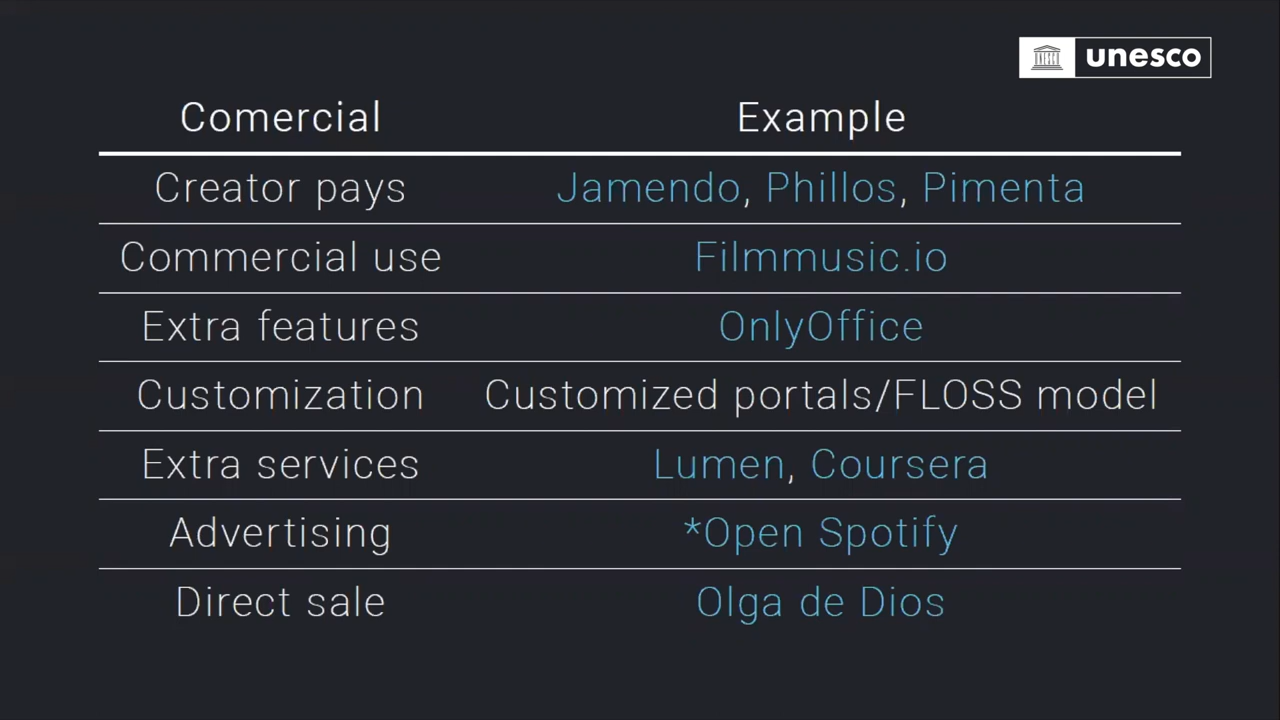 unesco
Comercial Example
Creator pays Jamendo, Phillos, Pimenta
Commercial use Filmmusic.io
Extra features OnlyOffice
Customization Customized portals/FLOSS model
Extra services Lumen, Coursera
Advertising *Open Spotify
Direct sale Olga de Dios